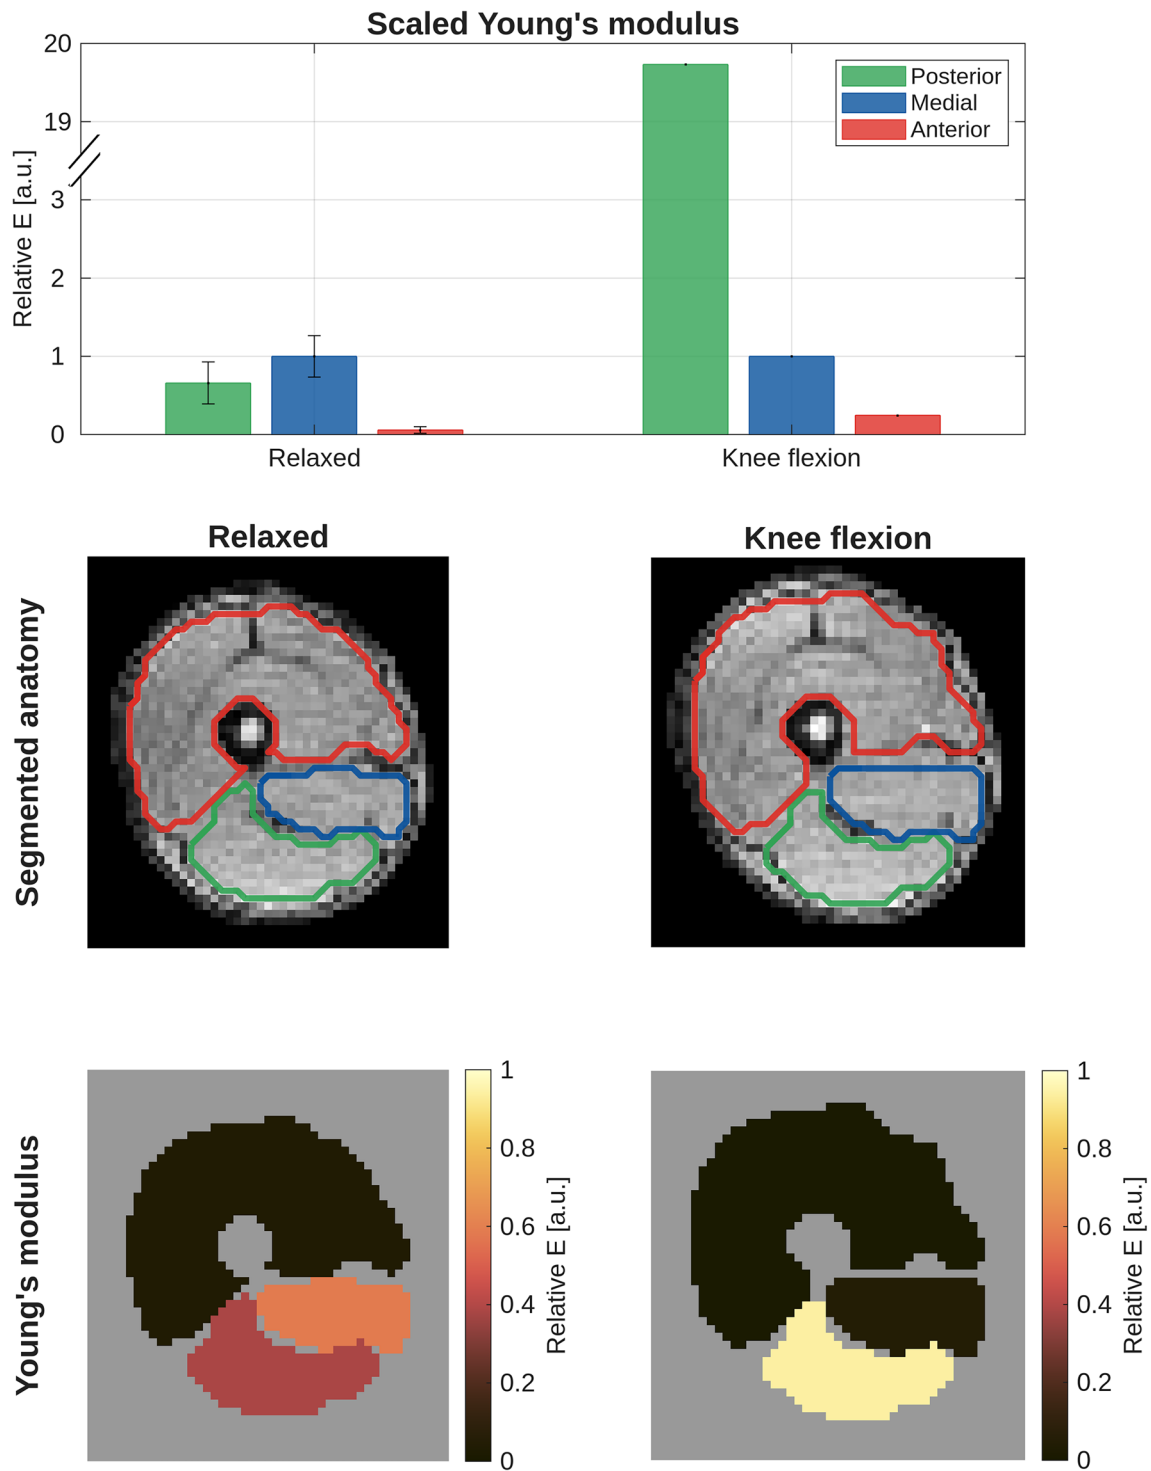 Scaled Young's modulus
Relative E [a.u.]
20
19
3
2
1
0
Posterior
Medial
Anterior
Relaxed
Knee flexion
Segmented anatomy
Relaxed
Knee flexion
Young's modulus
1
0.8
0.6
0.4
0.2
0
Relative E [a.u.]
1
0.8
0.6
0.4
0.2
0
Relative E [a.u.]